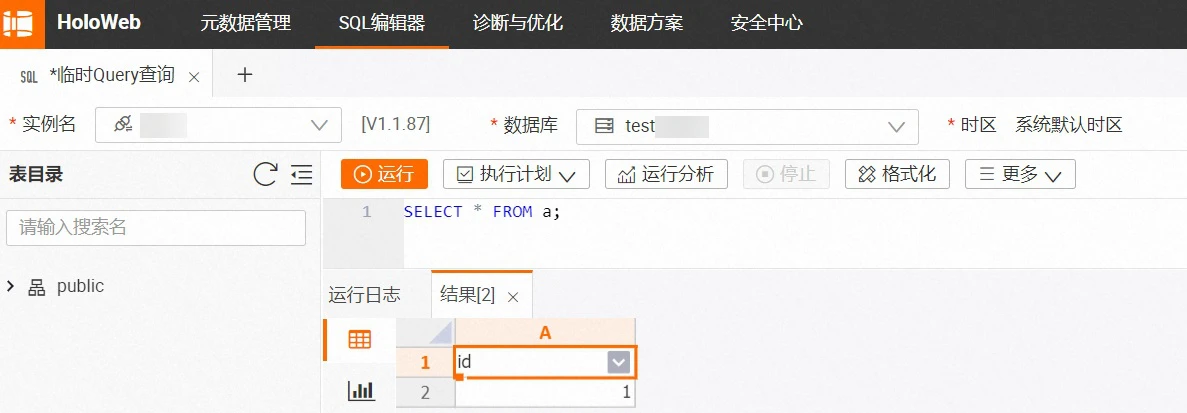 HoloWeb 元数据管理 SQL编辑器 诊断与优化 数据方案 安全中心
SQL *临时Query查询 × +
* 实例名 [V1.1.87] * 数据库 test * 时区 系统默认时区
表目录 运行 执行计划 运行分析 停止 格式化 更多
1 SELECT * FROM a;
请输入搜索名
public
运行日志 结果[2] ×
A
1 id
2 1